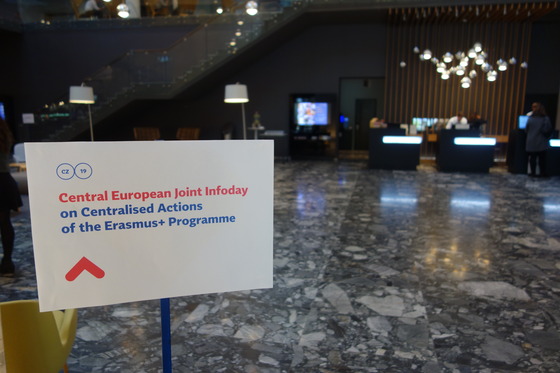 CZ 19
Central European Joint Infoday
on Centralised Actions
of the Erasmus+ Programme